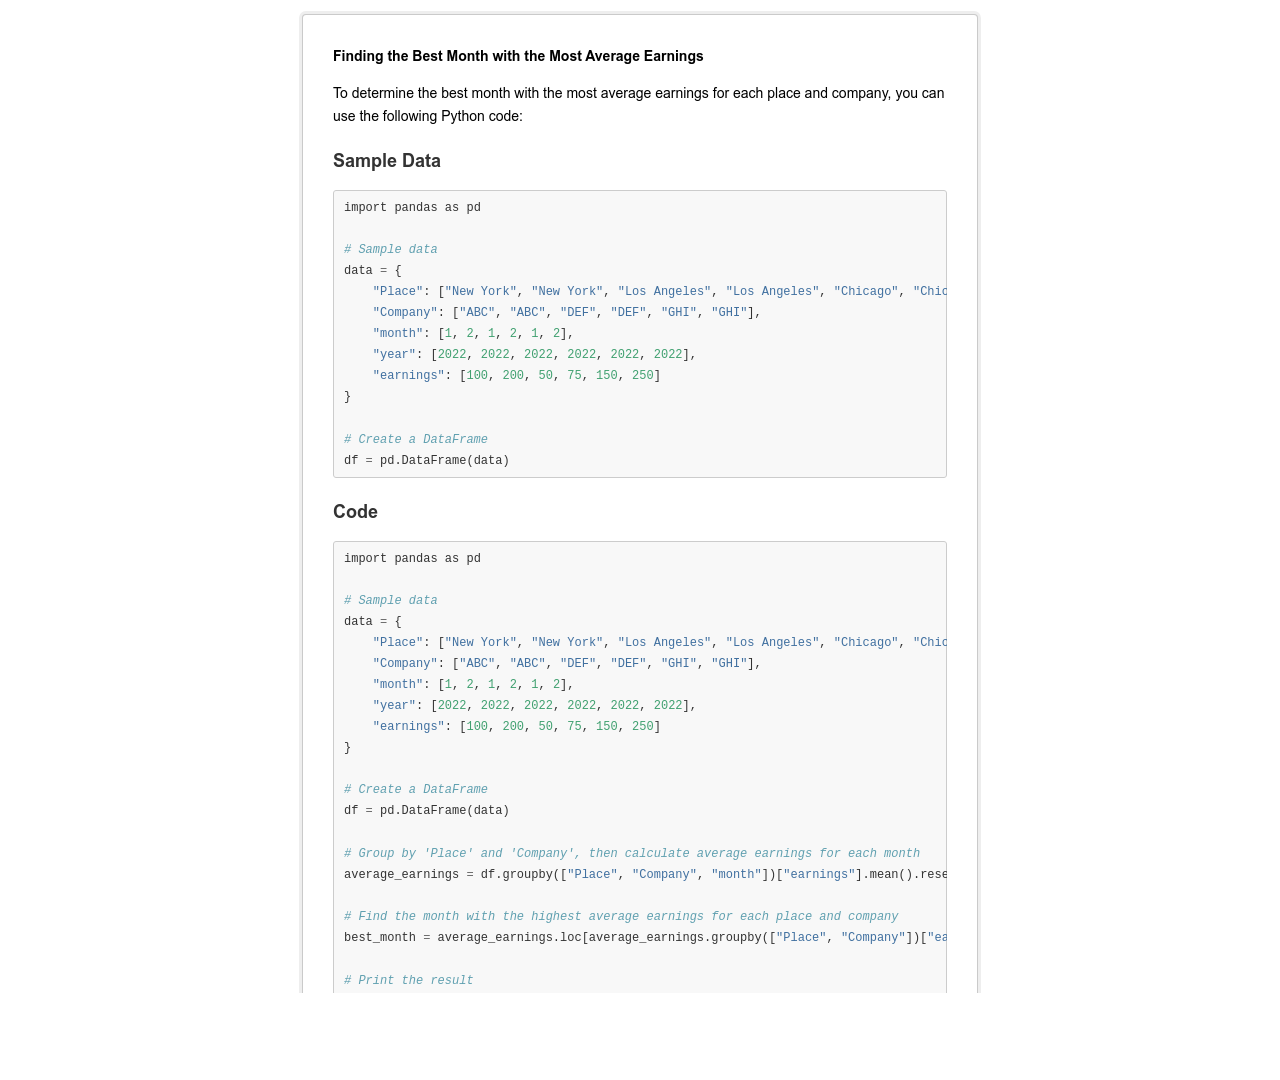 Finding the Best Month with the Most Average Earnings
To determine the best month with the most average earnings for each place and company, you can
use the following Python code:
Sample Data
import pandas as pd
# Sample data
data = {
    "Place": ["New York", "New York", "Los Angeles", "Los Angeles", "Chicago", "Chic
    "Company": ["ABC", "ABC", "DEF", "DEF", "GHI", "GHI"],
    "month": [1, 2, 1, 2, 1, 2],
    "year": [2022, 2022, 2022, 2022, 2022, 2022],
    "earnings": [100, 200, 50, 75, 150, 250]
}
# Create a DataFrame
df = pd.DataFrame(data)
Code
import pandas as pd
# Sample data
data = {
    "Place": ["New York", "New York", "Los Angeles", "Los Angeles", "Chicago", "Chic
    "Company": ["ABC", "ABC", "DEF", "DEF", "GHI", "GHI"],
    "month": [1, 2, 1, 2, 1, 2],
    "year": [2022, 2022, 2022, 2022, 2022, 2022],
    "earnings": [100, 200, 50, 75, 150, 250]
}
# Create a DataFrame
df = pd.DataFrame(data)
# Group by 'Place' and 'Company', then calculate average earnings for each month
average_earnings = df.groupby(["Place", "Company", "month"])["earnings"].mean().rese
# Find the month with the highest average earnings for each place and company
best_month = average_earnings.loc[average_earnings.groupby(["Place", "Company"])["ea
# Print the result